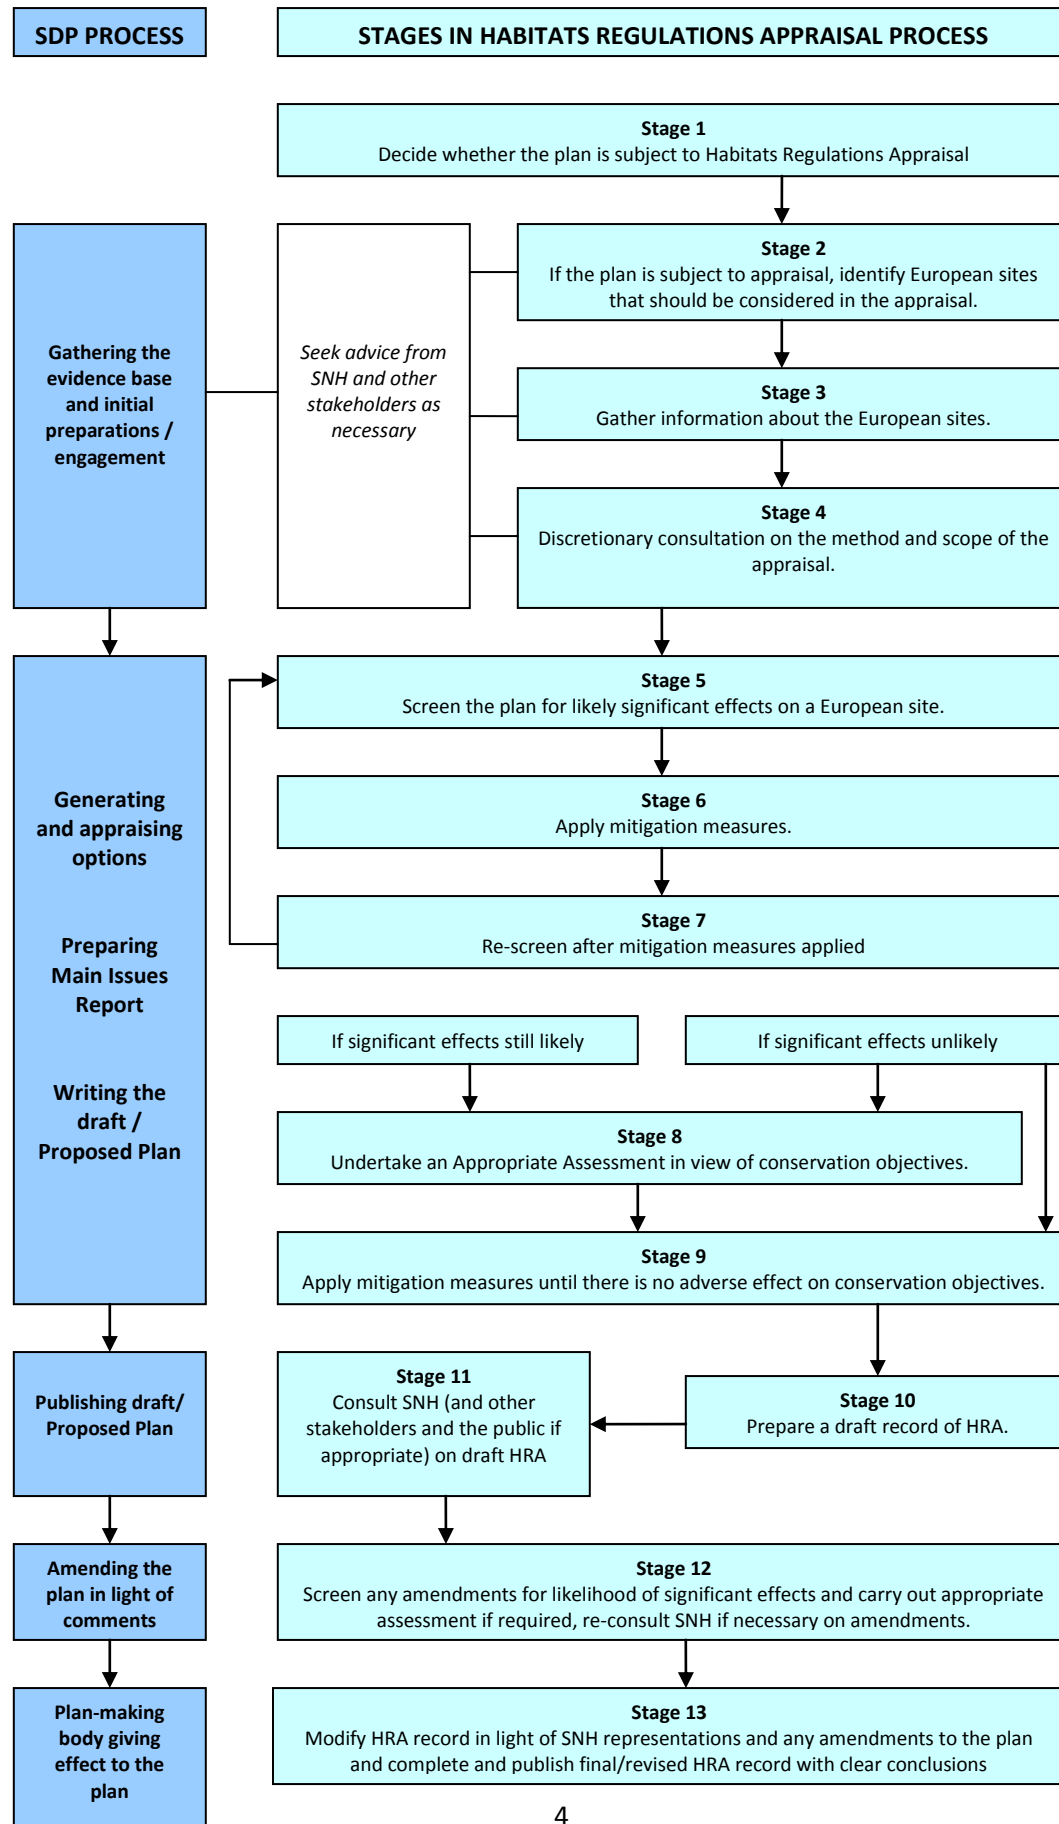 SDP PROCESS
STAGES IN HABITATS REGULATIONS APPRAISAL PROCESS
Stage 1
Decide whether the plan is subject to Habitats Regulations Appraisal
Gathering the
evidence base
and initial
preparations /
engagement
Seek advice from
SNH and other
stakeholders as
necessary
Stage 2
If the plan is subject to appraisal, identify European sites
that should be considered in the appraisal.
Stage 3
Gather information about the European sites.
Stage 4
Discretionary consultation on the method and scope of the
appraisal.
Generating
and appraising
options
Preparing
Main Issues
Report
Writing the
draft /
Proposed Plan
Stage 5
Screen the plan for likely significant effects on a European site.
Stage 6
Apply mitigation measures.
Stage 7
Re-screen after mitigation measures applied
If significant effects still likely
If significant effects unlikely
Stage 8
Undertake an Appropriate Assessment in view of conservation objectives.
Stage 9
Apply mitigation measures until there is no adverse effect on conservation objectives.
Publishing draft/
Proposed Plan
Stage 11
Consult SNH (and other
stakeholders and the public if
appropriate) on draft HRA
Stage 10
Prepare a draft record of HRA.
Amending the
plan in light of
comments
Stage 12
Screen any amendments for likelihood of significant effects and carry out appropriate
assessment if required, re-consult SNH if necessary on amendments.
Plan-making
body giving
effect to the
plan
Stage 13
Modify HRA record in light of SNH representations and any amendments to the plan
and complete and publish final/revised HRA record with clear conclusions
4